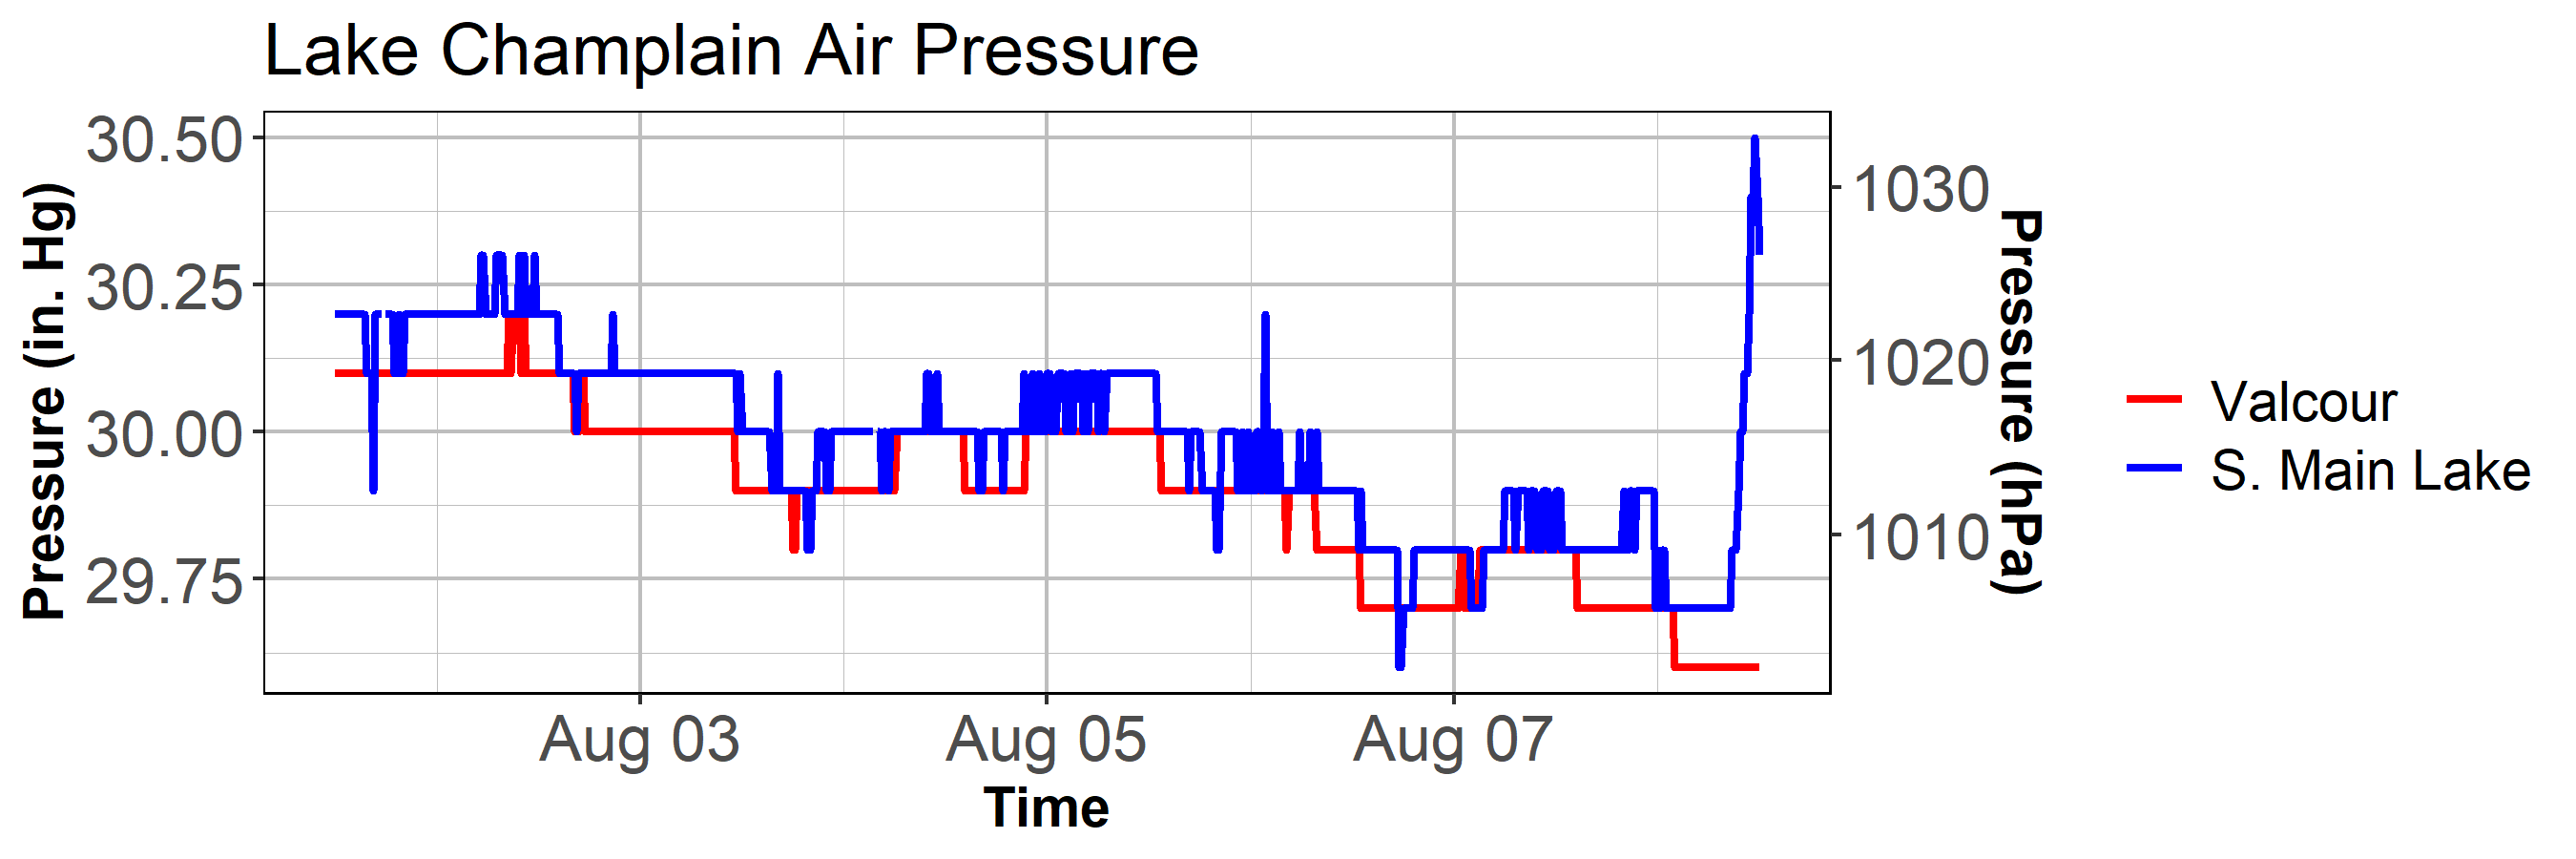 Lake Champlain Air Pressure
Pressure (in. Hg)
30.50
30.25
30.00
29.75
1030
1020
1010
Pressure (hPa)
Aug 03
Aug 05
Aug 07
Time
Valcour
S. Main Lake